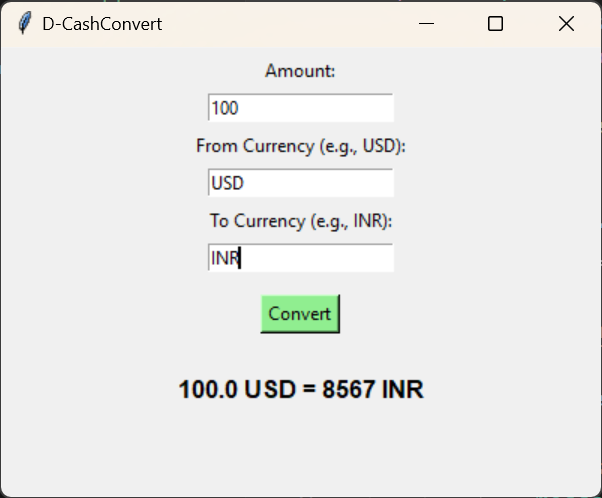 D-CashConvert
Amount:
100
From Currency (e.g., USD):
USD
To Currency (e.g., INR):
INR
Convert
100.0 USD = 8567 INR